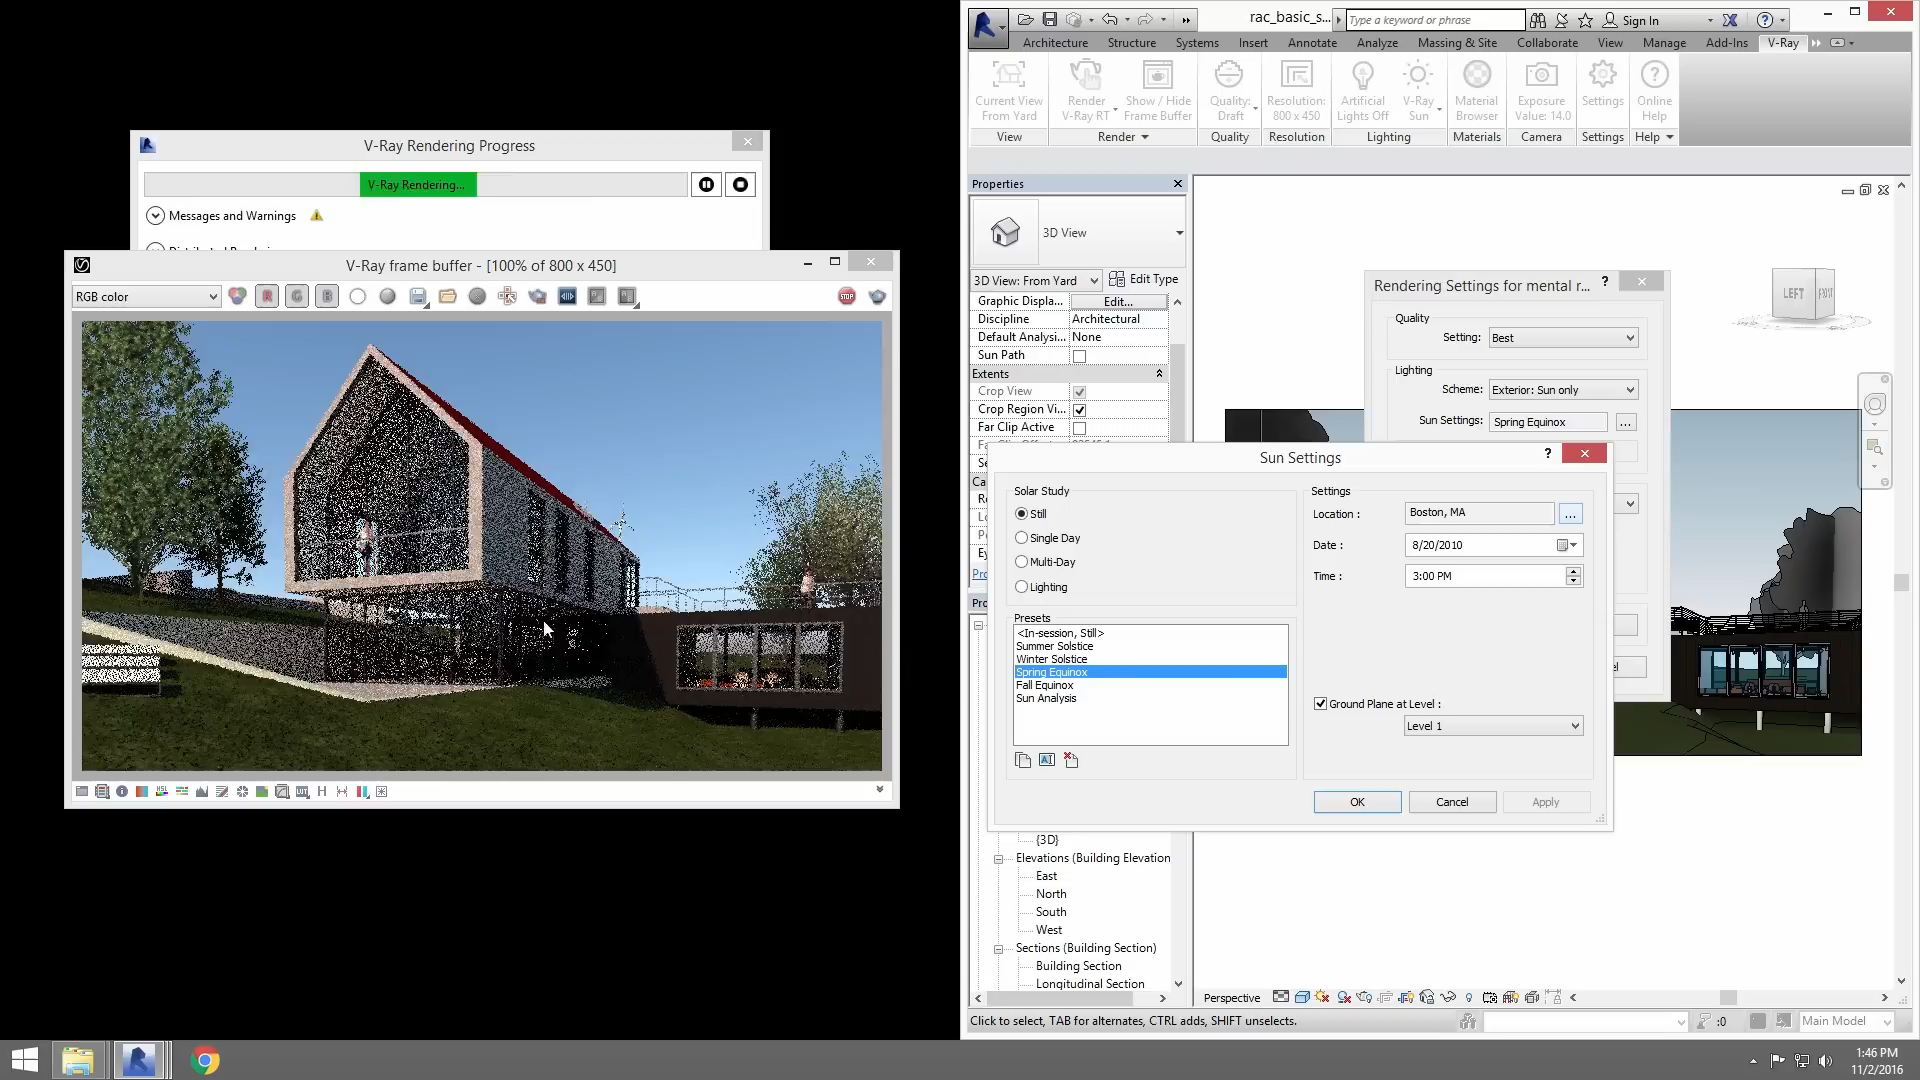 V-Ray Rendering Progress
V-Ray Rendering...
Messages and Warnings
V-Ray frame buffer - [100% of 800 x 450]
RGB color
R
G
B
STOP
HSL
LUT
H
rac_basic_s...
Type a keyword or phrase
Sign In
Architecture Structure Systems Insert Annotate Analyze Massing & Site Collaborate View Manage Add-Ins V-Ray
Current View
From Yard
Render
V-Ray RT
Show / Hide
Frame Buffer
Quality:
Draft
Resolution:
800 x 450
Artificial
Lights Off
V-Ray
Sun
Material
Browser
Exposure
Value: 14.0
Settings
Online
Help
View Render Quality Resolution Lighting Materials Camera Settings Help
Properties
3D View
3D View: From Yard
Edit Type
Graphic Displa... Edit...
Discipline Architectural
Default Analysi... None
Sun Path
Extents
Crop View
Crop Region Vi...
Far Clip Active
LEFT
FRONT
Rendering Settings for mental r... ?
Quality
Setting: Best
Lighting
Scheme: Exterior: Sun only
Sun Settings: Spring Equinox ...
Sun Settings ?
Solar Study
Still
Single Day
Multi-Day
Lighting
Presets
<In-session, Still>
Summer Solstice
Winter Solstice
Spring Equinox
Fall Equinox
Sun Analysis
Settings
Location : Boston, MA ...
Date : 8/20/2010
Time : 3:00 PM
Ground Plane at Level :
Level 1
OK Cancel Apply
{3D}
Elevations (Building Elevation
East
North
South
West
Sections (Building Section)
Building Section
Longitudinal Section
Perspective
Click to select, TAB for alternates, CTRL adds, SHIFT unselects.
:0
Main Model
1:46 PM
11/2/2016